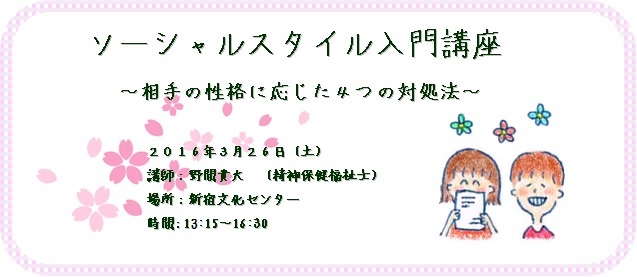 ソーシャルスタイル入門講座
～相手の性格に応じた４つの対処法～
２０１６年３月２６日（土）
講師：野間貴大　（精神保健福祉士）
場所：新宿文化センター
時間：13:15～16:30